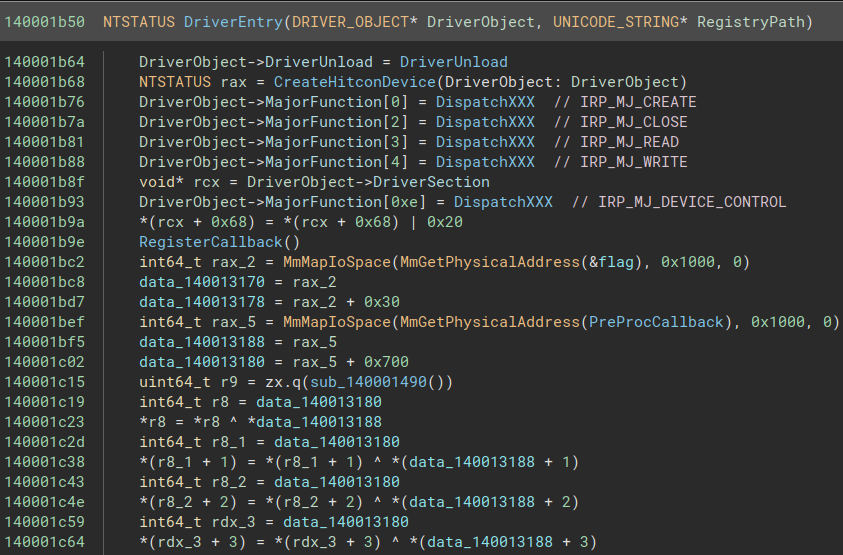 140001b50 NTSTATUS DriverEntry(DRIVER_OBJECT* DriverObject, UNICODE_STRING* RegistryPath)
140001b64 DriverObject->DriverUnload = DriverUnload
140001b68 NTSTATUS rax = CreateHitconDevice(DriverObject: DriverObject)
140001b76 DriverObject->MajorFunction[0] = DispatchXXX // IRP_MJ_CREATE
140001b7a DriverObject->MajorFunction[2] = DispatchXXX // IRP_MJ_CLOSE
140001b81 DriverObject->MajorFunction[3] = DispatchXXX // IRP_MJ_READ
140001b88 DriverObject->MajorFunction[4] = DispatchXXX // IRP_MJ_WRITE
140001b8f void* rcx = DriverObject->DriverSection
140001b93 DriverObject->MajorFunction[0xe] = DispatchXXX // IRP_MJ_DEVICE_CONTROL
140001b9a *(rcx + 0x68) = *(rcx + 0x68) | 0x20
140001b9e RegisterCallback()
140001bc2 int64_t rax_2 = MmMapIoSpace(MmGetPhysicalAddress(&flag), 0x1000, 0)
140001bc8 data_140013170 = rax_2
140001bd7 data_140013178 = rax_2 + 0x30
140001bef int64_t rax_5 = MmMapIoSpace(MmGetPhysicalAddress(PreProcCallback), 0x1000, 0)
140001bf5 data_140013188 = rax_5
140001c02 data_140013180 = rax_5 + 0x700
140001c15 uint64_t r9 = zx.q(sub_140001490())
140001c19 int64_t r8 = data_140013180
140001c23 *r8 = *r8 ^ *data_140013188
140001c2d int64_t r8_1 = data_140013180
140001c38 *(r8_1 + 1) = *(r8_1 + 1) ^ *(data_140013188 + 1)
140001c43 int64_t r8_2 = data_140013180
140001c4e *(r8_2 + 2) = *(r8_2 + 2) ^ *(data_140013188 + 2)
140001c59 int64_t rdx_3 = data_140013180
140001c64 *(rdx_3 + 3) = *(rdx_3 + 3) ^ *(data_140013188 + 3)